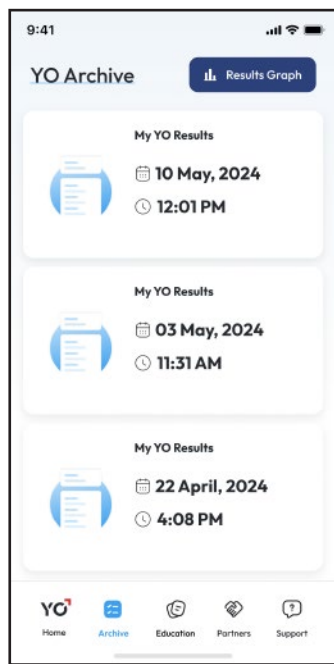 9:41
YO Archive
Results Graph
My YO Results
10 May, 2024
12:01 PM
My YO Results
03 May, 2024
11:31 AM
My YO Results
22 April, 2024
4:08 PM
YO
Home Archive Education Partners Support